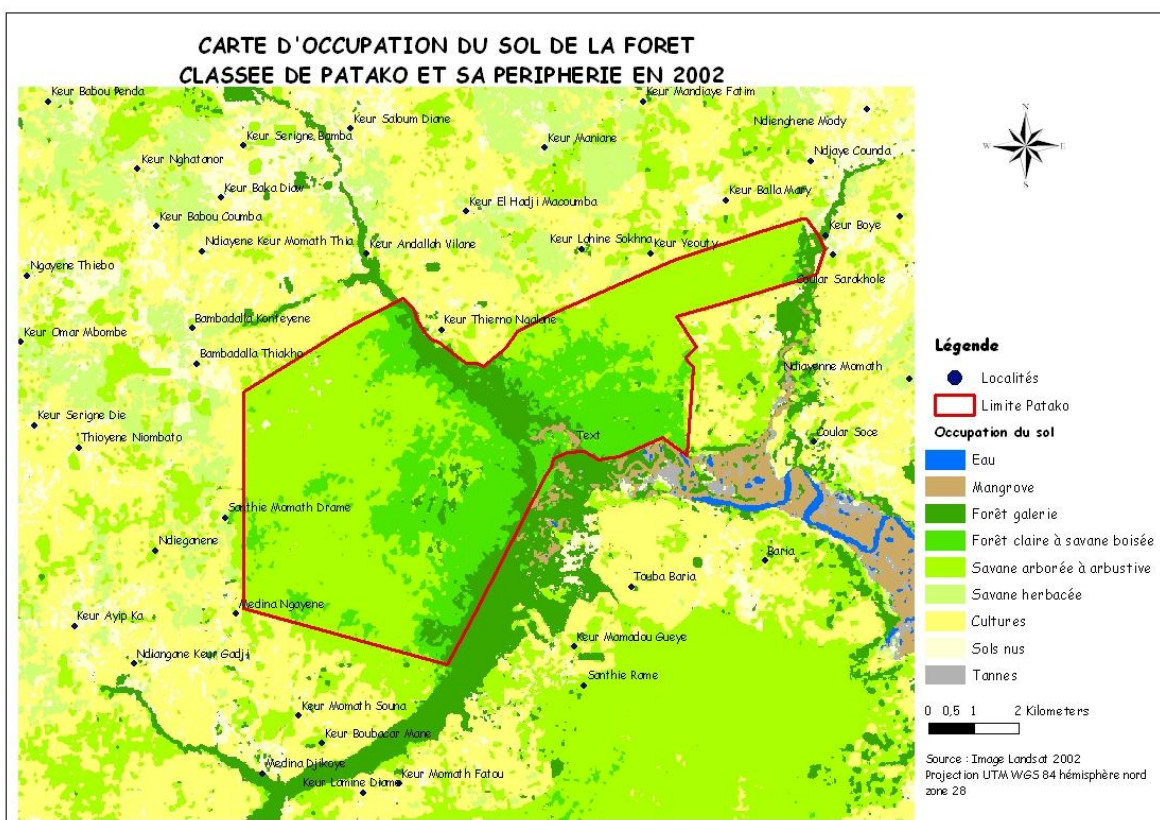 CARTE D'OCCUPATION DU SOL DE LA FORET
CLASSEE DE PATAKO ET SA PERIPHERIE EN 2002
Keur Babou Penda
Keur Mandiaye Fatim
Keur Saloum Diane
Ndienghene Mody
Keur Serigne Bamba
Keur Maniane
Ndjaye Counda
Keur Nghatanor
Keur Baka Diaw
Keur Balla Mary
Keur El Hadji Macoumba
Keur Babou Coumba
Keur Boye
Ndiayene Keur Momath Thia
Keur Andallah Vilane
Keur Lahine Sokhna
Keur Yeouty
Ngayene Thiebo
Coular Sarakhole
Bambadalla Konteyene
Keur Thierno Ngalane
Keur Omar Mbombe
Bambadalla Thiakho
Ndiayenne Momath
Keur Serigne Die
Thioyene Niombato
Text
Coular Soce
Santhie Momath Drame
Ndieganene
Baria
Touba Baria
Medina Ngayene
Keur Ayip Ka
Keur Mamadou Gueye
Ndiangane Keur Gadji
Santhie Rame
Keur Momath Souna
Keur Boubacar Mane
Medina Djikoye
Keur Lamine Diame
Keur Momath Fatou
N
W
E
S
Légende
Localités
Limite Patako
Occupation du sol
Eau
Mangrove
Forêt galerie
Forêt claire à savane boisée
Savane arborée à arbustive
Savane herbacée
Cultures
Sols nus
Tannes
0 0,5 1 2 Kilometers
Source : Image Landsat 2002
Projection UTM WGS 84 hémisphère nord
zone 28